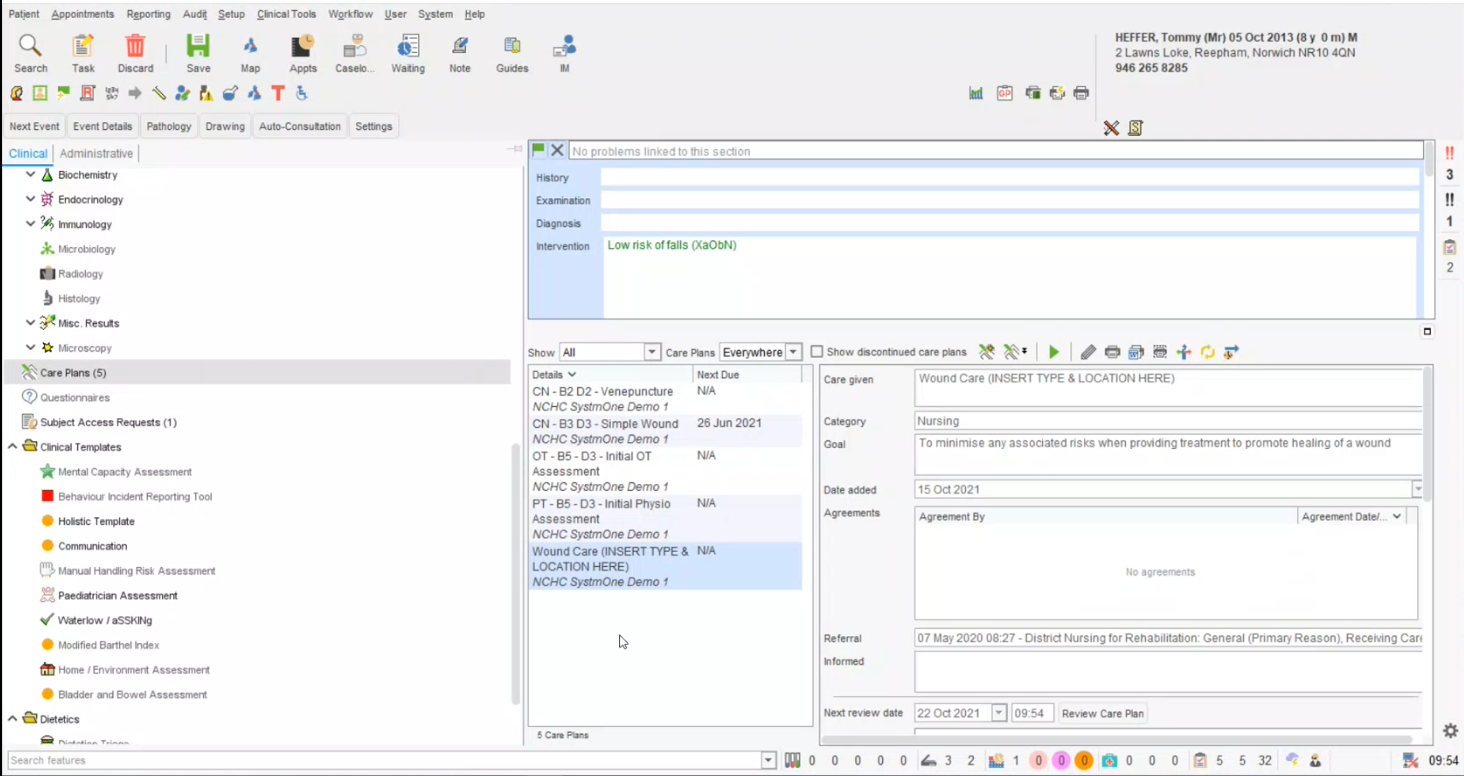 Patient Appointments Reporting Audit Setup Clinical Tools Workflow User System Help
Search Task Discard Save Map Appts Caselo... Waiting Note Guides IM
HEFFER, Tommy (Mr) 05 Oct 2013 (8 y 0 m) M
2 Lawns Loke, Reepham, Norwich NR10 4QN
946 265 8285
Next Event Event Details Pathology Drawing Auto-Consultation Settings
Clinical Administrative
Biochemistry
Endocrinology
Immunology
Microbiology
Radiology
Histology
Misc. Results
Microscopy
Care Plans (5)
Questionnaires
Subject Access Requests (1)
Clinical Templates
Mental Capacity Assessment
Behaviour Incident Reporting Tool
Holistic Template
Communication
Manual Handling Risk Assessment
Paediatrician Assessment
Waterlow / aSSKINg
Modified Barthel Index
Home / Environment Assessment
Bladder and Bowel Assessment
Dietetics
Search features
No problems linked to this section
History
Examination
Diagnosis
Intervention Low risk of falls (XaObN)
Show All Care Plans Everywhere Show discontinued care plans
Details Next Due
CN - B2 D2 - Venepuncture N/A
NCHC SystmOne Demo 1
CN - B3 D3 - Simple Wound 26 Jun 2021
NCHC SystmOne Demo 1
OT - B5 - D3 - Initial OT N/A
Assessment
NCHC SystmOne Demo 1
PT - B5 - D3 - Initial Physio N/A
Assessment
NCHC SystmOne Demo 1
Wound Care (INSERT TYPE & N/A
LOCATION HERE)
NCHC SystmOne Demo 1
5 Care Plans
Care given Wound Care (INSERT TYPE & LOCATION HERE)
Category Nursing
Goal To minimise any associated risks when providing treatment to promote healing of a wound
Date added 15 Oct 2021
Agreements Agreement By Agreement Date/...
No agreements
Referral 07 May 2020 08:27 - District Nursing for Rehabilitation: General (Primary Reason), Receiving Care
Informed
Next review date 22 Oct 2021 09:54 Review Care Plan
!! 
3
!!
1
2
0 0 0 0 0 3 2 1 0 0 0 0 0 0 5 5 32 09:54